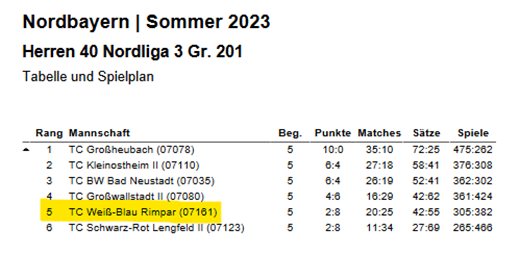 Nordbayern | Sommer 2023
Herren 40 Nordliga 3 Gr. 201
Tabelle und Spielplan
Rang Mannschaft Beg. Punkte Matches Sätze Spiele
1 TC Großheubach (07078) 5 10:0 35:10 72:25 475:262
2 TC Kleinostheim II (07110) 5 6:4 27:18 58:41 376:308
3 TC BW Bad Neustadt (07035) 5 6:4 26:19 52:41 362:302
4 TC Großwallstadt II (07080) 5 4:6 16:29 42:62 361:424
5 TC Weiß-Blau Rimpar (07161) 5 2:8 20:25 42:55 305:382
6 TC Schwarz-Rot Lengfeld II (07123) 5 2:8 11:34 27:69 265:466